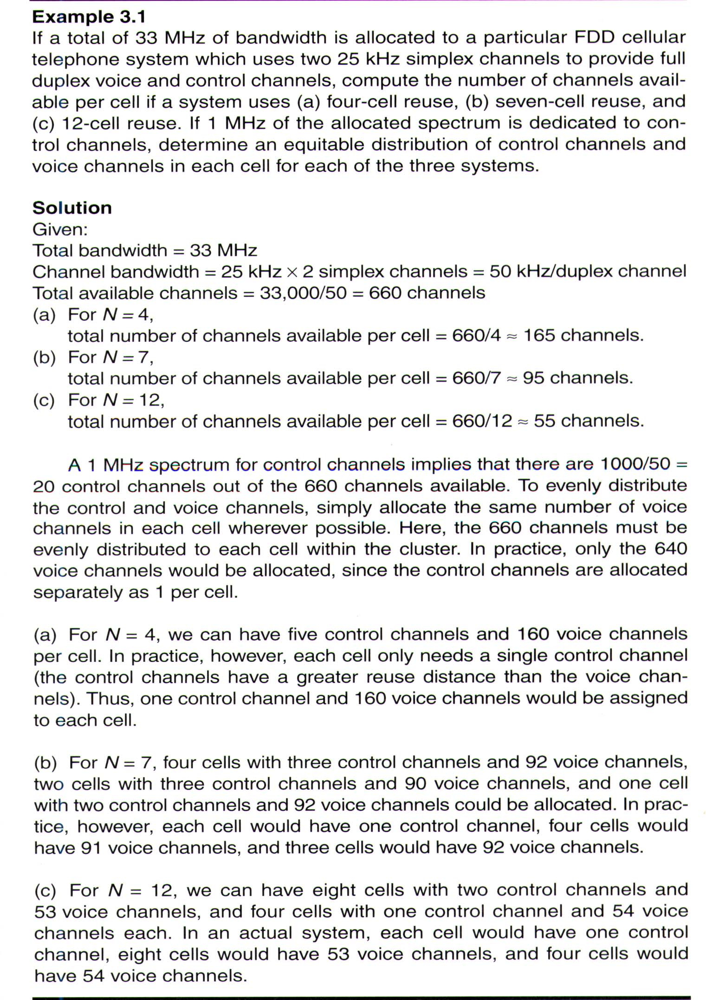 Example 3.1
If a total of 33 MHz of bandwidth is allocated to a particular FDD cellular
telephone system which uses two 25 kHz simplex channels to provide full
duplex voice and control channels, compute the number of channels avail-
able per cell if a system uses (a) four-cell reuse, (b) seven-cell reuse, and
(c) 12-cell reuse. If 1 MHz of the allocated spectrum is dedicated to con-
trol channels, determine an equitable distribution of control channels and
voice channels in each cell for each of the three systems.
Solution
Given:
Total bandwidth = 33 MHz
Channel bandwidth = 25 kHz × 2 simplex channels = 50 kHz/duplex channel
Total available channels = 33,000/50 = 660 channels
(a) For N = 4,
total number of channels available per cell = 660/4 ≈ 165 channels.
(b) For N = 7,
total number of channels available per cell = 660/7 ≈ 95 channels.
(c) For N = 12,
total number of channels available per cell = 660/12 ≈ 55 channels.
A 1 MHz spectrum for control channels implies that there are 1000/50 =
20 control channels out of the 660 channels available. To evenly distribute
the control and voice channels, simply allocate the same number of voice
channels in each cell wherever possible. Here, the 660 channels must be
evenly distributed to each cell within the cluster. In practice, only the 640
voice channels would be allocated, since the control channels are allocated
separately as 1 per cell.
(a) For N = 4, we can have five control channels and 160 voice channels
per cell. In practice, however, each cell only needs a single control channel
(the control channels have a greater reuse distance than the voice chan-
nels). Thus, one control channel and 160 voice channels would be assigned
to each cell.
(b) For N = 7, four cells with three control channels and 92 voice channels,
two cells with three control channels and 90 voice channels, and one cell
with two control channels and 92 voice channels could be allocated. In prac-
tice, however, each cell would have one control channel, four cells would
have 91 voice channels, and three cells would have 92 voice channels.
(c) For N = 12, we can have eight cells with two control channels and
53 voice channels, and four cells with one control channel and 54 voice
channels each. In an actual system, each cell would have one control
channel, eight cells would have 53 voice channels, and four cells would
have 54 voice channels.